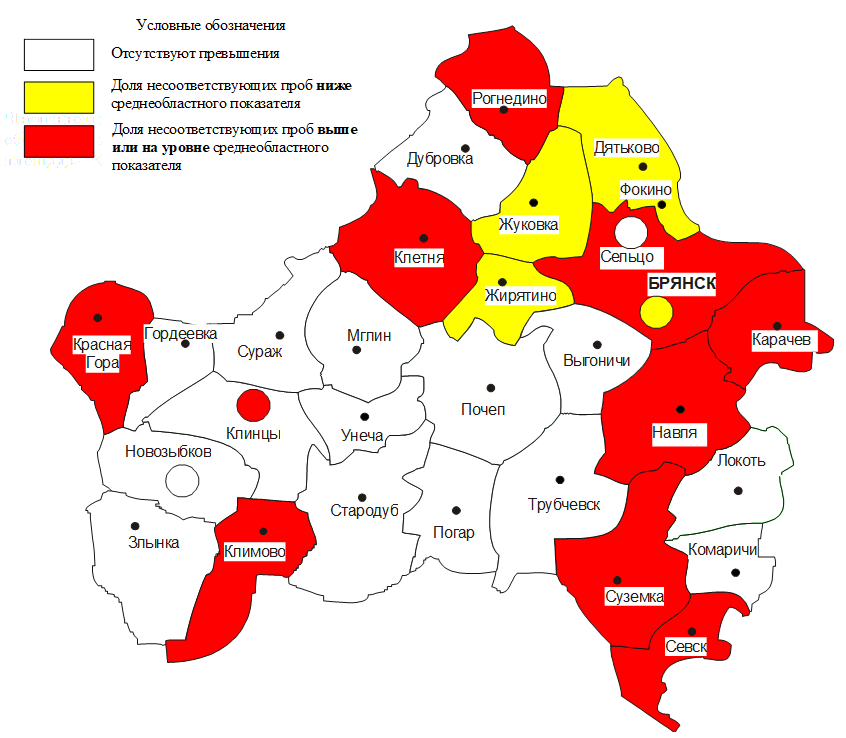 Условные обозначения
Отсутствуют превышения
Доля несоответствующих проб ниже
среднеобластного показателя
Доля несоответствующих проб выше
или на уровне среднеобластного
показателя
Рогнедино
Дубровка
Дятьково
Фокино
Жуковка
Клетня
Сельцо
БРЯНСК
Жирятино
Красная
Гора
Гордеевка
Сураж
Мглин
Выгоничи
Карачев
Почеп
Клинцы
Унеча
Навля
Новозыбков
Локоть
Стародуб
Трубчевск
Погар
Злынка
Климово
Комаричи
Суземка
Севск